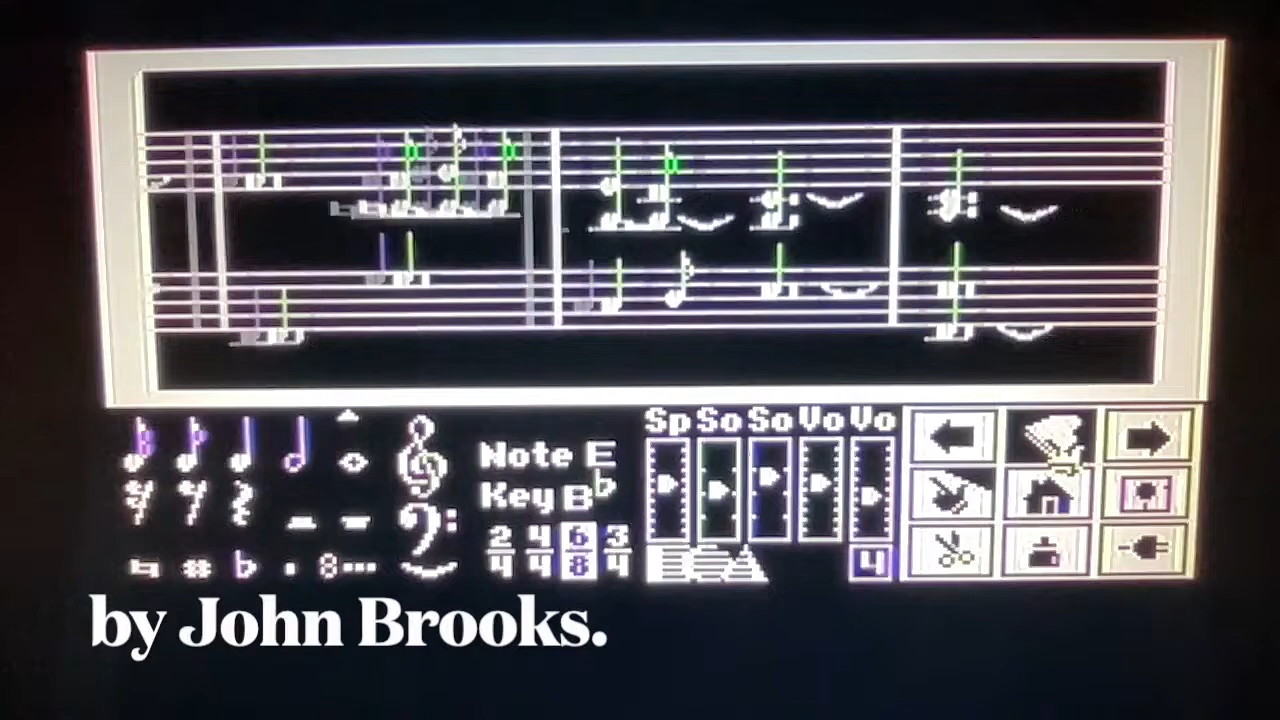 Sp So So Vo Vo
Note E
Key B♭
2/4 4/4 6/8 3/4
4
by John Brooks.